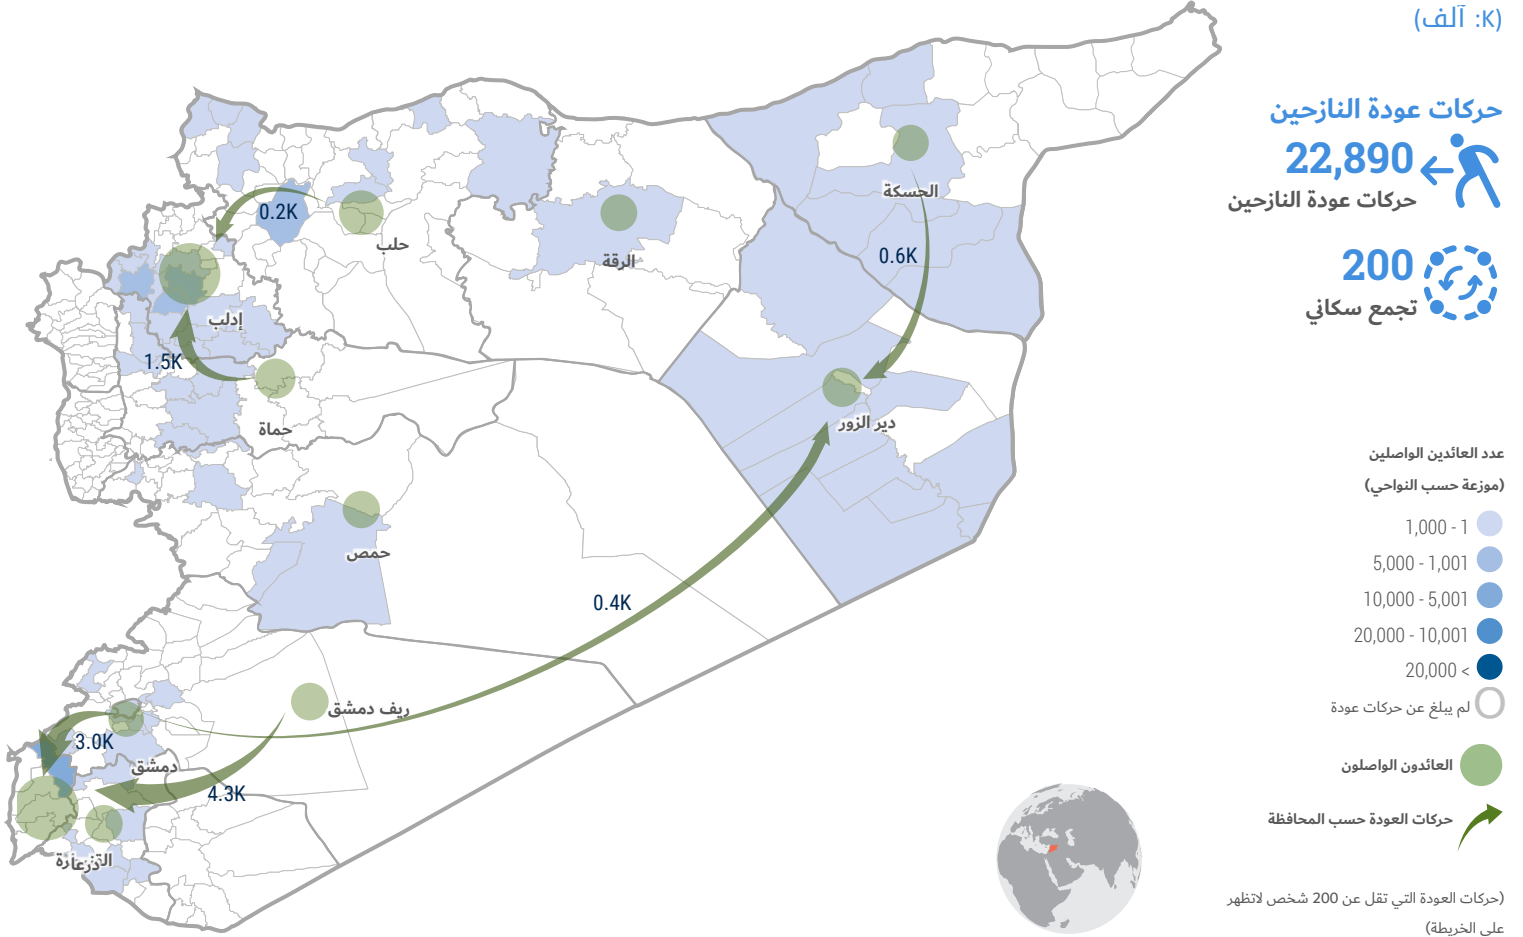 (K: آلف)
حركات عودة النازحين
22,890
حركات عودة النازحين
200
تجمع سكاني
عدد العائدين الواصلين
(موزعة حسب النواحي)
1,000 - 1
5,000 - 1,001
10,000 - 5,001
20,000 - 10,001
20,000 <
لم يبلغ عن حركات عودة
العائدون الواصلون
حركات العودة حسب المحافظة
(حركات العودة التي تقل عن 200 شخص لاتظهر
على الخريطة)
الحسكة
0.2K
حلب
0.6K
الرقة
إدلب
1.5K
دير الزور
حماة
حمص
0.4K
ريف دمشق
3.0K
دمشق
4.3K
درعا